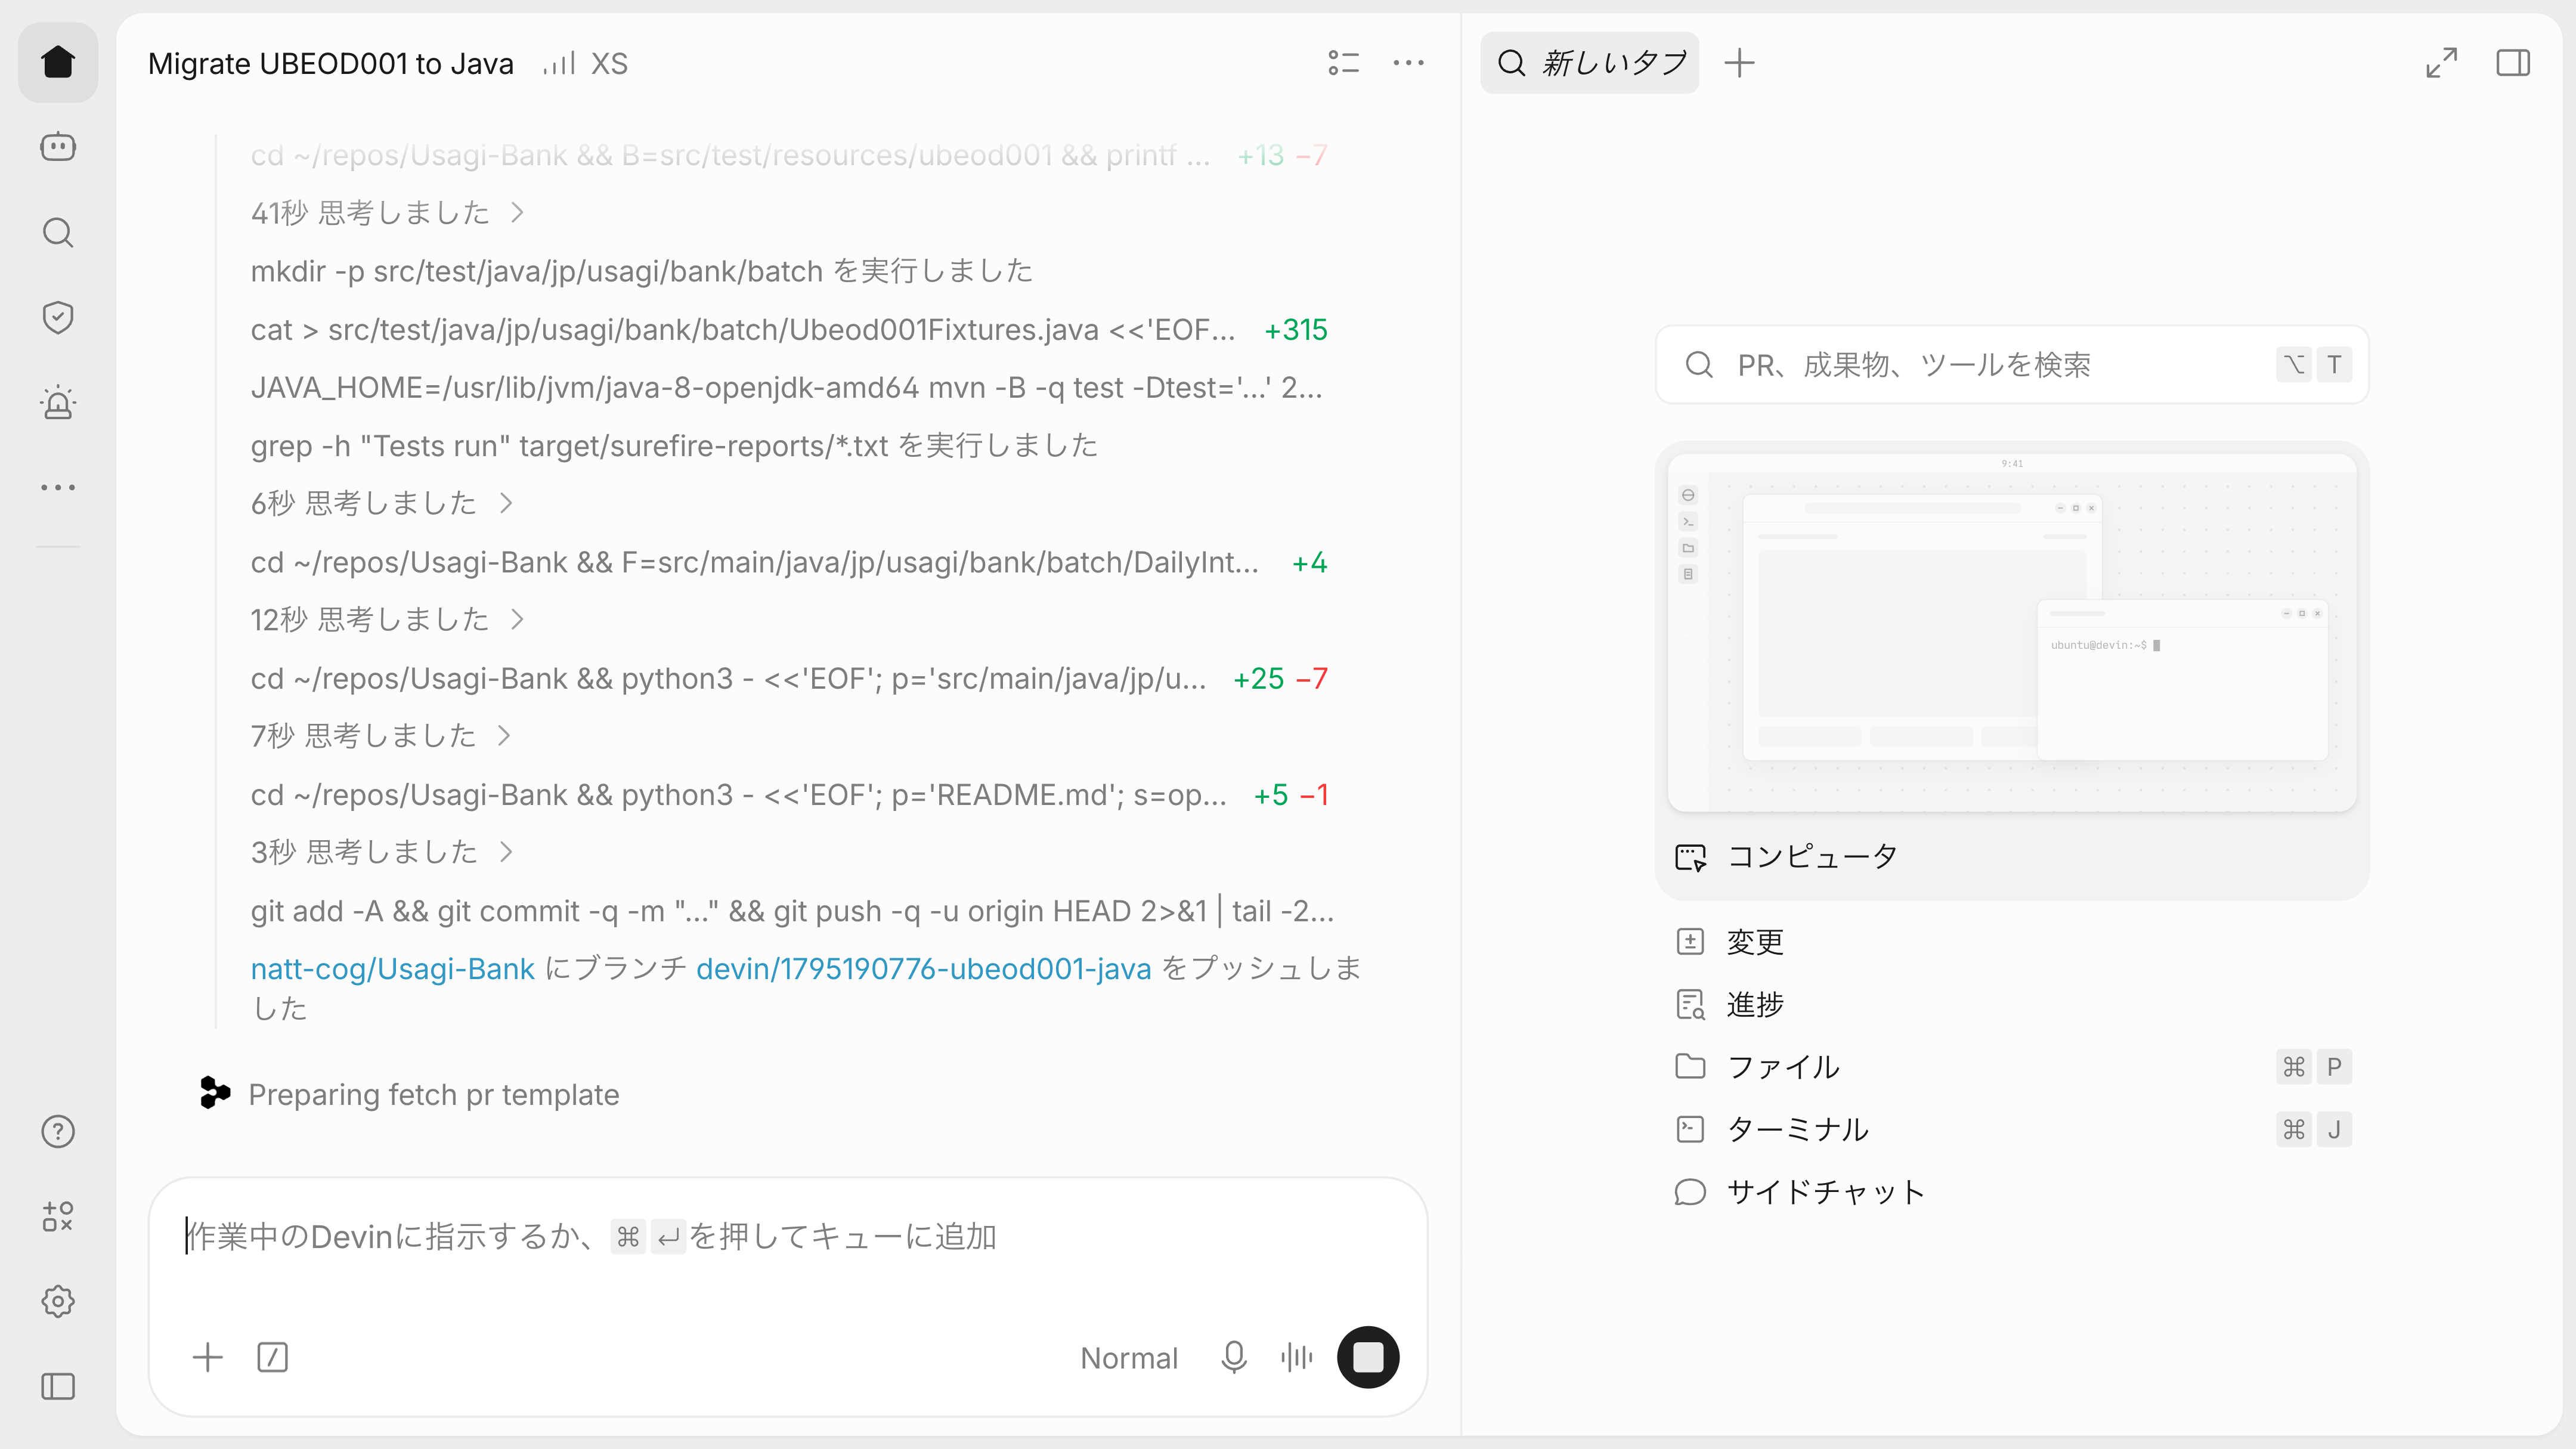 Migrate UBEOD001 to Java XS
cd ~/repos/Usagi-Bank && B=src/test/resources/ubeod001 && printf ... +13 −7
41秒 思考しました
mkdir -p src/test/java/jp/usagi/bank/batch を実行しました
cat > src/test/java/jp/usagi/bank/batch/Ubeod001Fixtures.java <<'EOF... +315
JAVA_HOME=/usr/lib/jvm/java-8-openjdk-amd64 mvn -B -q test -Dtest='...' 2...
grep -h "Tests run" target/surefire-reports/*.txt を実行しました
6秒 思考しました
cd ~/repos/Usagi-Bank && F=src/main/java/jp/usagi/bank/batch/DailyInt... +4
12秒 思考しました
cd ~/repos/Usagi-Bank && python3 - <<'EOF'; p='src/main/java/jp/u... +25 −7
7秒 思考しました
cd ~/repos/Usagi-Bank && python3 - <<'EOF'; p='README.md'; s=op... +5 −1
3秒 思考しました
git add -A && git commit -q -m "..." && git push -q -u origin HEAD 2>&1 | tail -2...
natt-cog/Usagi-Bank にブランチ devin/1795190776-ubeod001-java をプッシュしま
した
Preparing fetch pr template
作業中のDevinに指示するか、⌘ ↵ を押してキューに追加
Normal
新しいタブ
PR、成果物、ツールを検索 ⌥ T
9:41
ubuntu@devin:~$
コンピュータ
変更
進捗
ファイル ⌘ P
ターミナル ⌘ J
サイドチャット